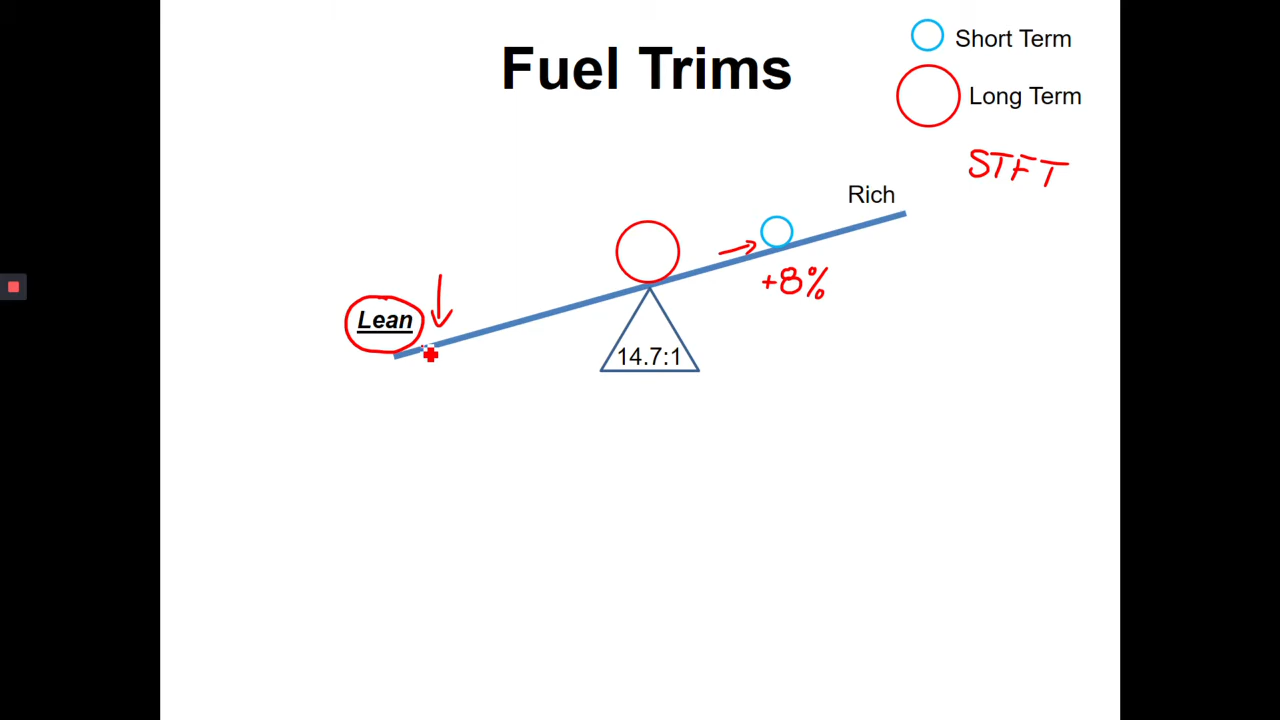 Fuel Trims
Short Term
Long Term
STFT
Rich
+8%
Lean
14.7:1